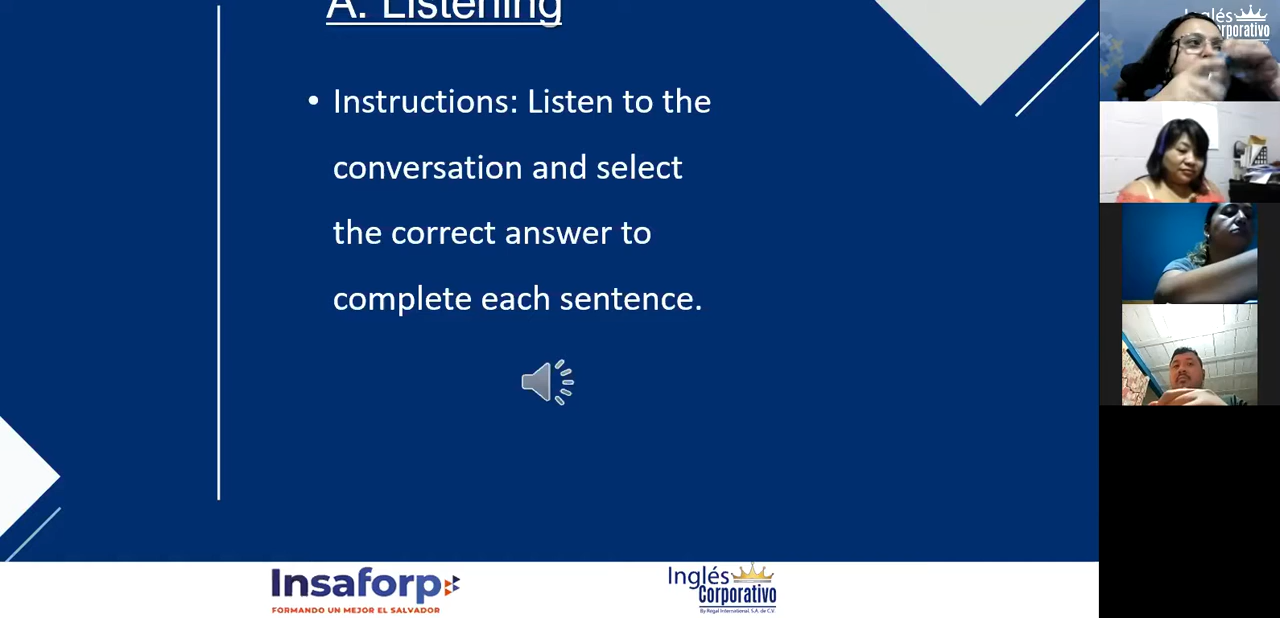 A. Listening
• Instructions: Listen to the
conversation and select
the correct answer to
complete each sentence.
Insaforp
FORMANDO UN MEJOR EL SALVADOR
Inglés
Corporativo
By Regal International, S.A. de C.V.
Inglés
orporativo